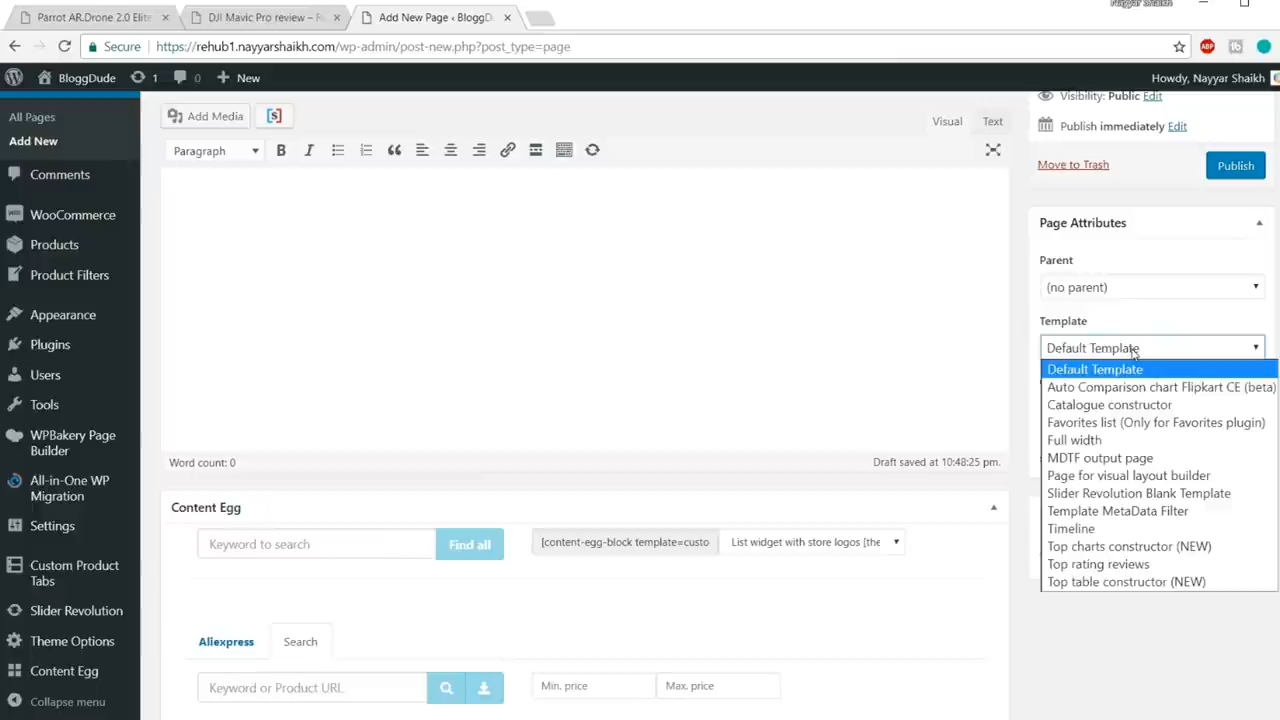 Nayyar Shaikh
Parrot AR.Drone 2.0 Elite
DJI Mavic Pro review –
Add New Page ‹ BloggD
Secure https://rehub1.nayyarshaikh.com/wp-admin/post-new.php?post_type=page
ABP
BloggDude 1 0 New
Howdy, Nayyar Shaikh
All Pages
Add New
Comments
WooCommerce
Products
Product Filters
Appearance
Plugins
Users
Tools
WPBakery Page
Builder
All-in-One WP
Migration
Settings
Custom Product
Tabs
Slider Revolution
Theme Options
Content Egg
Collapse menu
Add Media
Visual Text
Paragraph
Word count: 0
Draft saved at 10:48:25 pm.
Content Egg
Keyword to search
Find all
[content-egg-block template=custo
List widget with store logos [the
Aliexpress Search
Keyword or Product URL
Min. price
Max. price
Visibility: Public Edit
Publish immediately Edit
Move to Trash
Publish
Page Attributes
Parent
(no parent)
Template
Default Template
Default Template
Auto Comparison chart Flipkart CE (beta)
Catalogue constructor
Favorites list (Only for Favorites plugin)
Full width
MDTF output page
Page for visual layout builder
Slider Revolution Blank Template
Template MetaData Filter
Timeline
Top charts constructor (NEW)
Top rating reviews
Top table constructor (NEW)